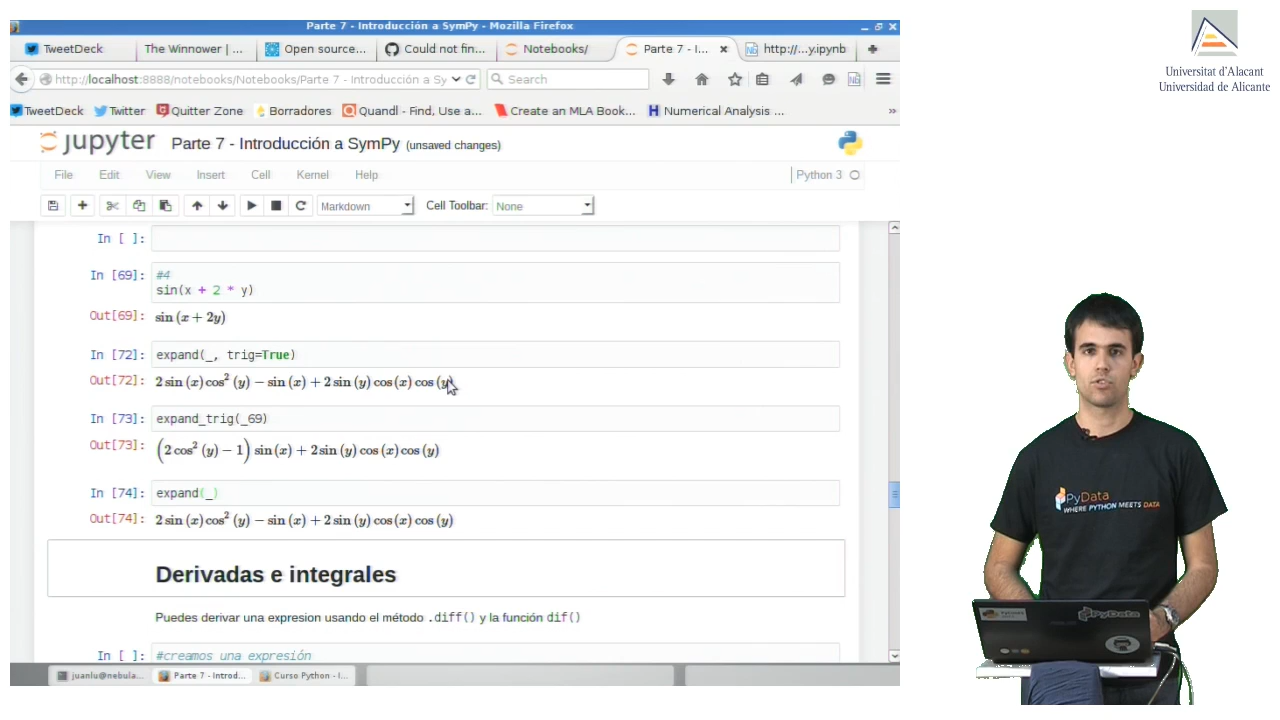 Parte 7 - Introducción a SymPy - Mozilla Firefox
TweetDeck
The Winnower | ...
Open source...
Could not fin...
Notebooks/
Parte 7 - I...
http://...y.ipynb
http://localhost:8888/notebooks/Notebooks/Parte 7 - Introducción a Sy
Search
TweetDeck
Twitter
Quitter Zone
Borradores
Quandl - Find, Use a...
Create an MLA Book...
Numerical Analysis ...
»
jupyter Parte 7 - Introducción a SymPy (unsaved changes)
File Edit View Insert Cell Kernel Help
Python 3
Markdown
Cell Toolbar: None
In [ ]:
In [69]: #4
sin(x + 2 * y)
Out[69]: sin (x + 2y)
In [72]: expand(_, trig=True)
Out[72]: 2 sin (x) cos² (y) − sin (x) + 2 sin (y) cos (x) cos (y)
In [73]: expand_trig(_69)
Out[73]: (2 cos² (y) − 1) sin (x) + 2 sin (y) cos (x) cos (y)
In [74]: expand(_)
Out[74]: 2 sin (x) cos² (y) − sin (x) + 2 sin (y) cos (x) cos (y)
Derivadas e integrales
Puedes derivar una expresion usando el método .diff() y la función dif()
In [ ]: #creamos una expresión
juanlu@nebula...
Parte 7 - Introd...
Curso Python - I...
Universitat d'Alacant
Universidad de Alicante
PyData
WHERE PYTHON MEETS DATA
PyData